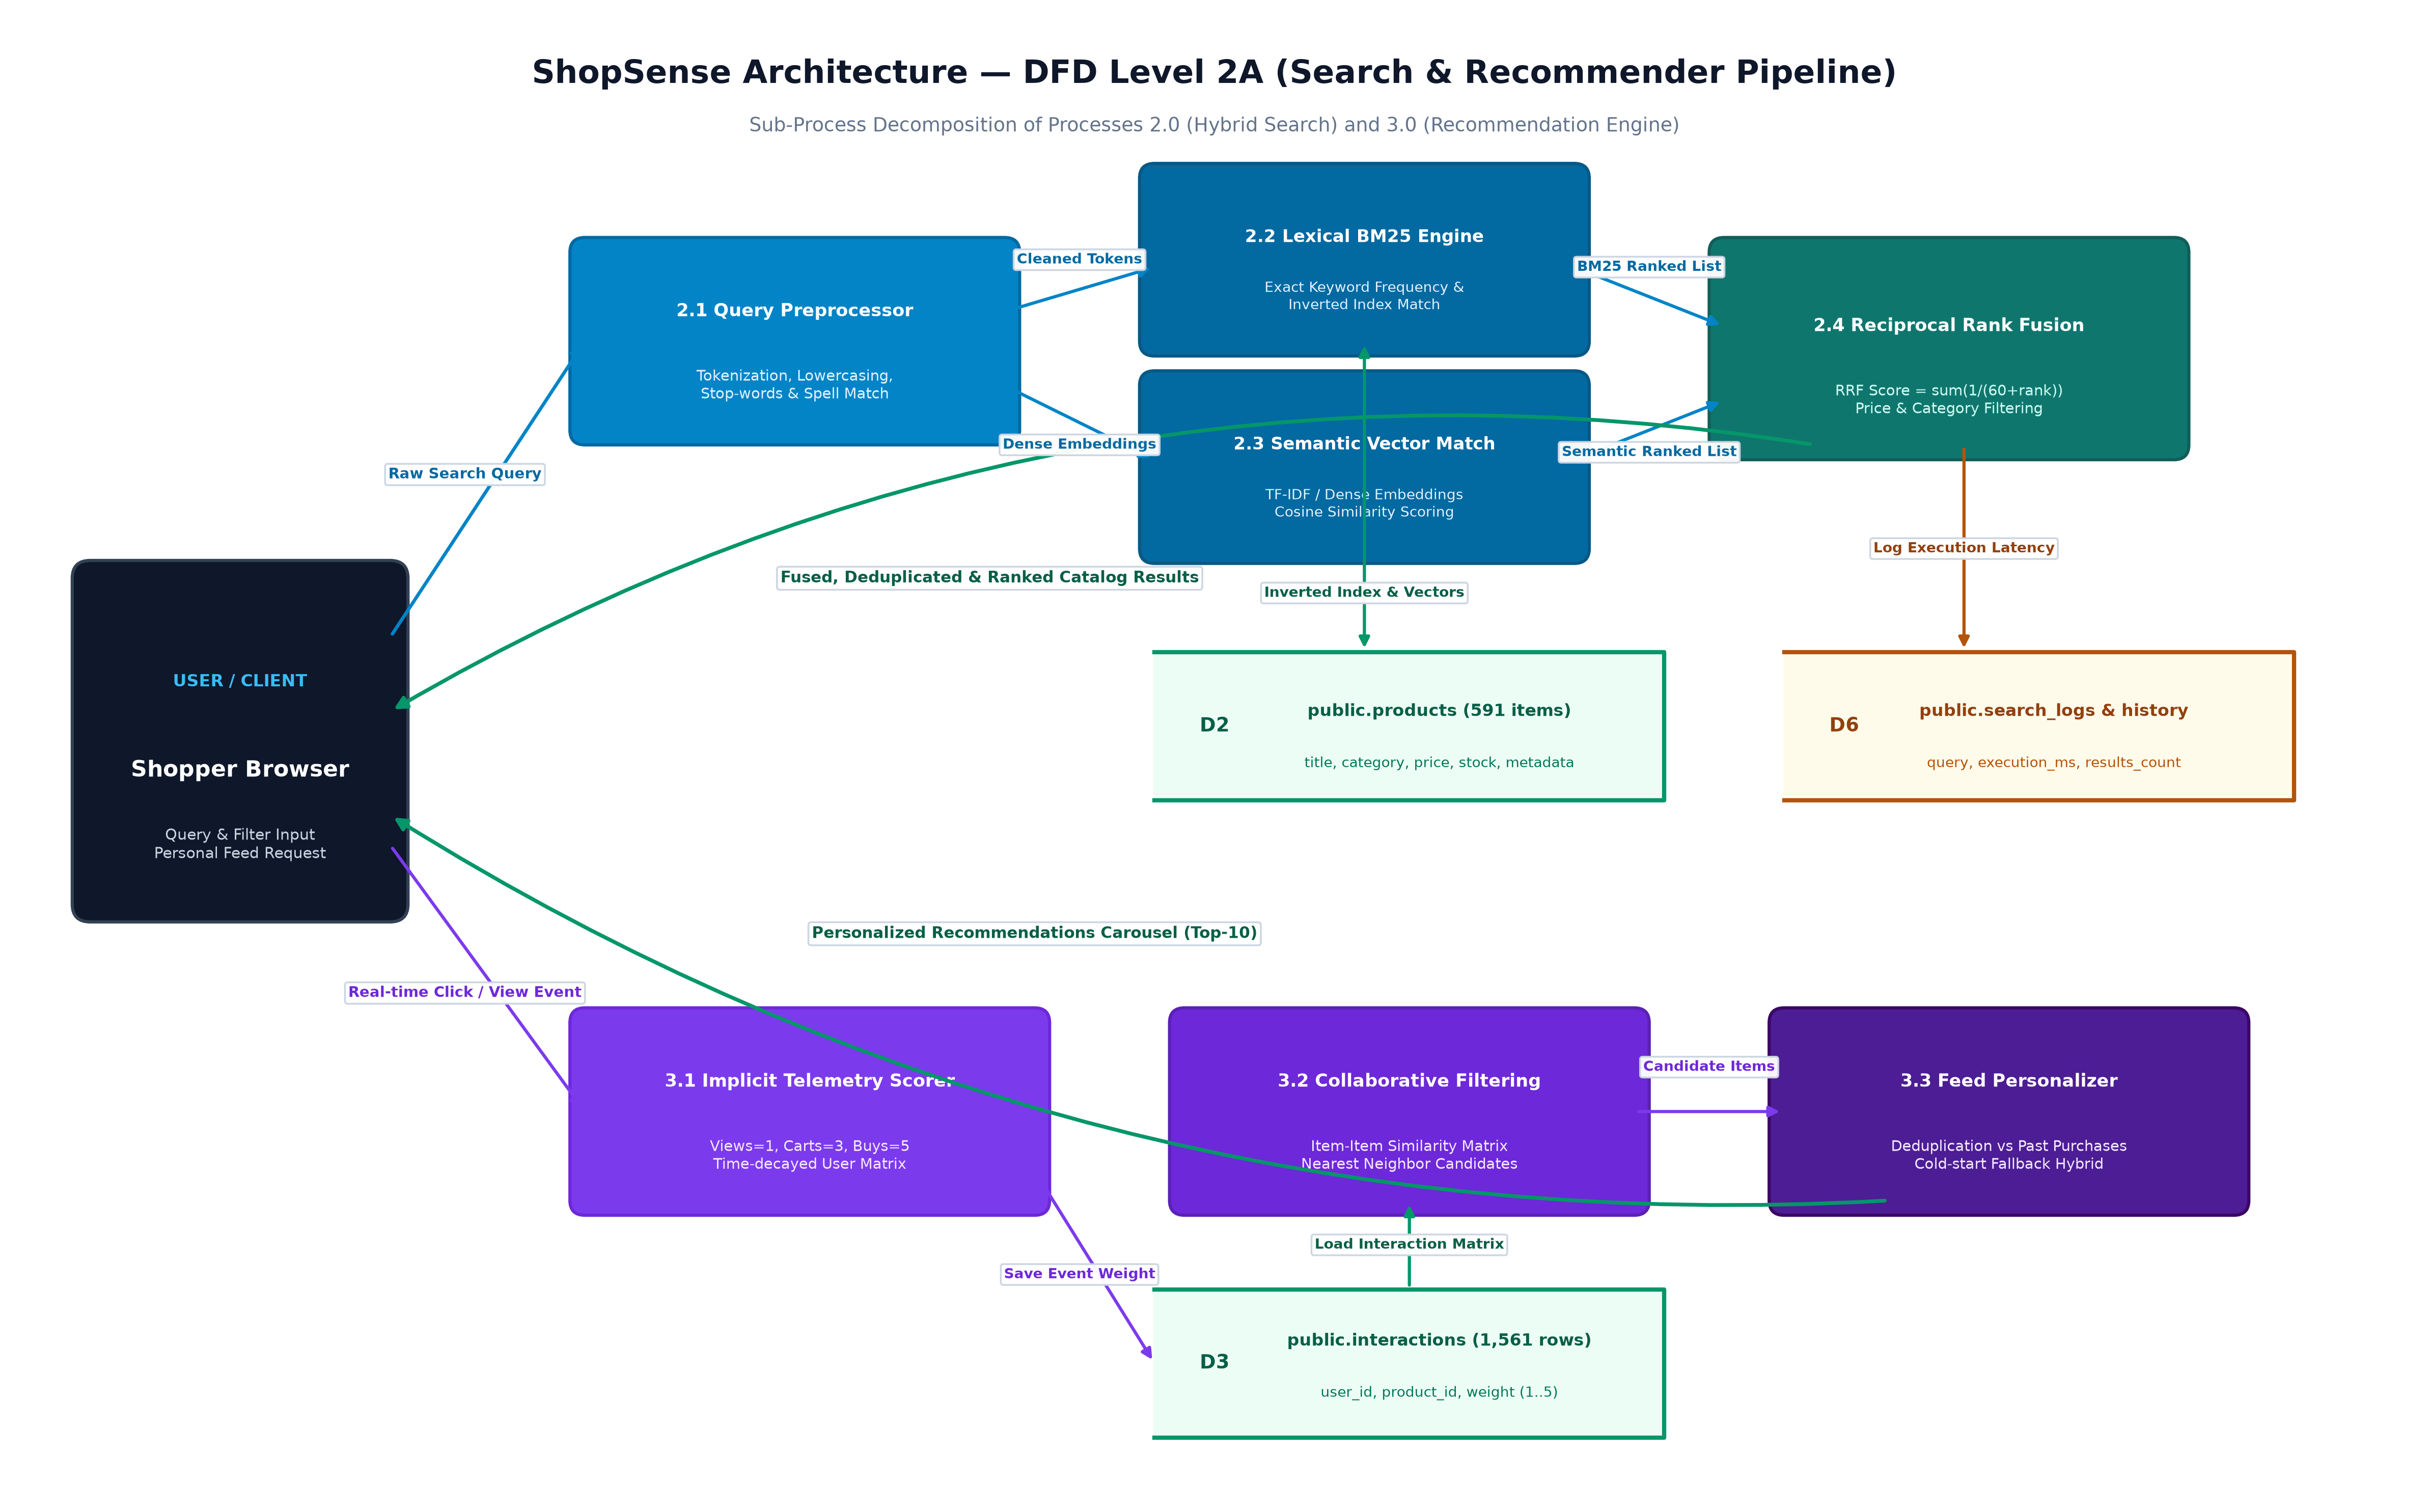 ShopSense Architecture — DFD Level 2A (Search & Recommender Pipeline)
Sub-Process Decomposition of Processes 2.0 (Hybrid Search) and 3.0 (Recommendation Engine)
2.1 Query Preprocessor
Tokenization, Lowercasing,
Stop-words & Spell Match
Cleaned Tokens
Dense Embeddings
2.2 Lexical BM25 Engine
Exact Keyword Frequency &
Inverted Index Match
2.3 Semantic Vector Match
TF-IDF / Dense Embeddings
Cosine Similarity Scoring
BM25 Ranked List
Semantic Ranked List
2.4 Reciprocal Rank Fusion
RRF Score = sum(1/(60+rank))
Price & Category Filtering
Raw Search Query
Fused, Deduplicated & Ranked Catalog Results
Inverted Index & Vectors
Log Execution Latency
USER / CLIENT
Shopper Browser
Query & Filter Input
Personal Feed Request
D2
public.products (591 items)
title, category, price, stock, metadata
D6
public.search_logs & history
query, execution_ms, results_count
Personalized Recommendations Carousel (Top-10)
Real-time Click / View Event
3.1 Implicit Telemetry Scorer
Views=1, Carts=3, Buys=5
Time-decayed User Matrix
3.2 Collaborative Filtering
Item-Item Similarity Matrix
Nearest Neighbor Candidates
Candidate Items
3.3 Feed Personalizer
Deduplication vs Past Purchases
Cold-start Fallback Hybrid
Save Event Weight
Load Interaction Matrix
D3
public.interactions (1,561 rows)
user_id, product_id, weight (1..5)